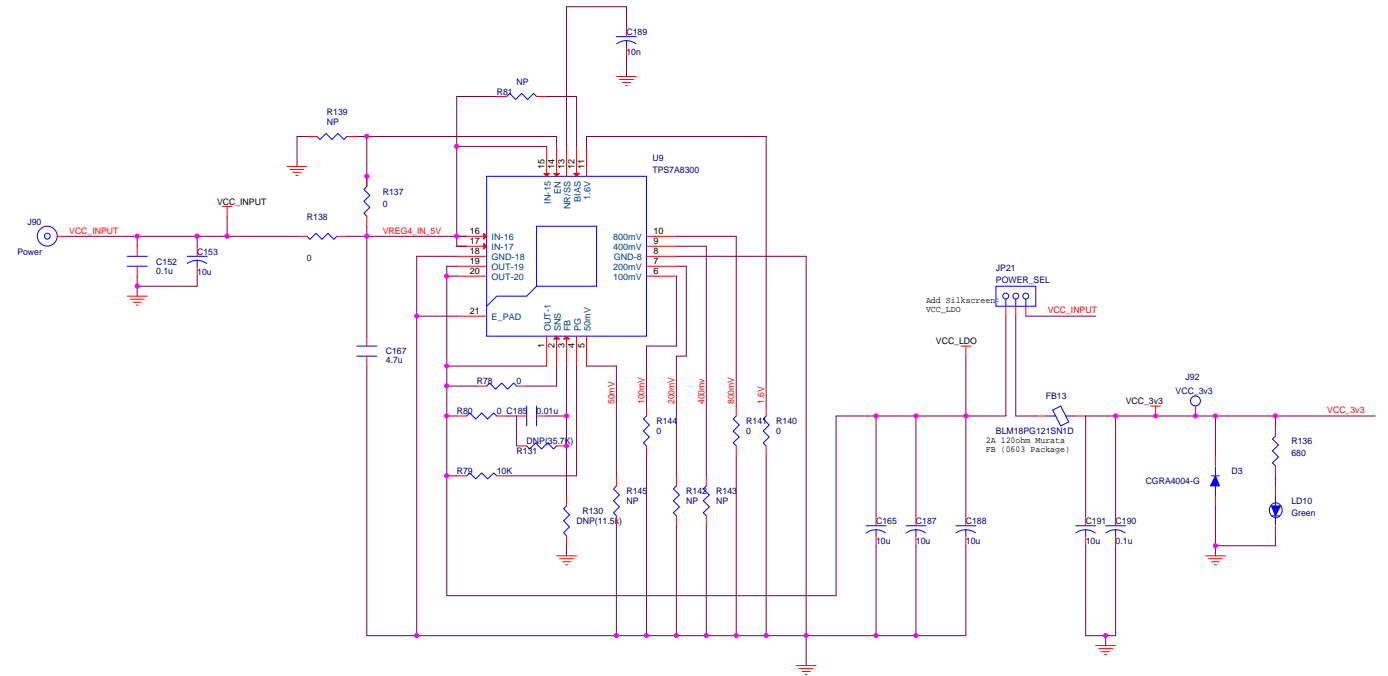 C189
10n
NP
R81
R139
NP
15
14
13
12
11
U9
TPS7A8300
IN-15
EN
NR/SS
BIAS
1.6V
R137
0
VCC_INPUT
J90
Power
VCC_INPUT
R138
0
VREG4_IN_5V
16
17
18
19
20
IN-16
IN-17
GND-18
OUT-19
OUT-20
800mV
400mV
GND-8
200mV
100mV
10
9
8
7
6
C152
0.1u
C153
10u
21
E_PAD
OUT-1
SNS
FB
PG
50mV
1
2
3
4
5
JP21
POWER_SEL
Add Silkscreen:
VCC_LDO
VCC_INPUT
VCC_LDO
C167
4.7u
R78
0
R80
0
C185
0.01u
DNP(35.7K)
R131
R79
10K
R130
DNP(11.5k)
50mV
100mV
200mV
400mv
800mV
1.6V
R144
0
R141
0
R140
0
R145
NP
R142
NP
R143
NP
FB13
BLM18PG121SN1D
2A 120ohm Murata
FB (0603 Package)
VCC_3v3
J92
VCC_3v3
VCC_3v3
R136
680
D3
CGRA4004-G
LD10
Green
C165
10u
C187
10u
C188
10u
C191
10u
C190
0.1u